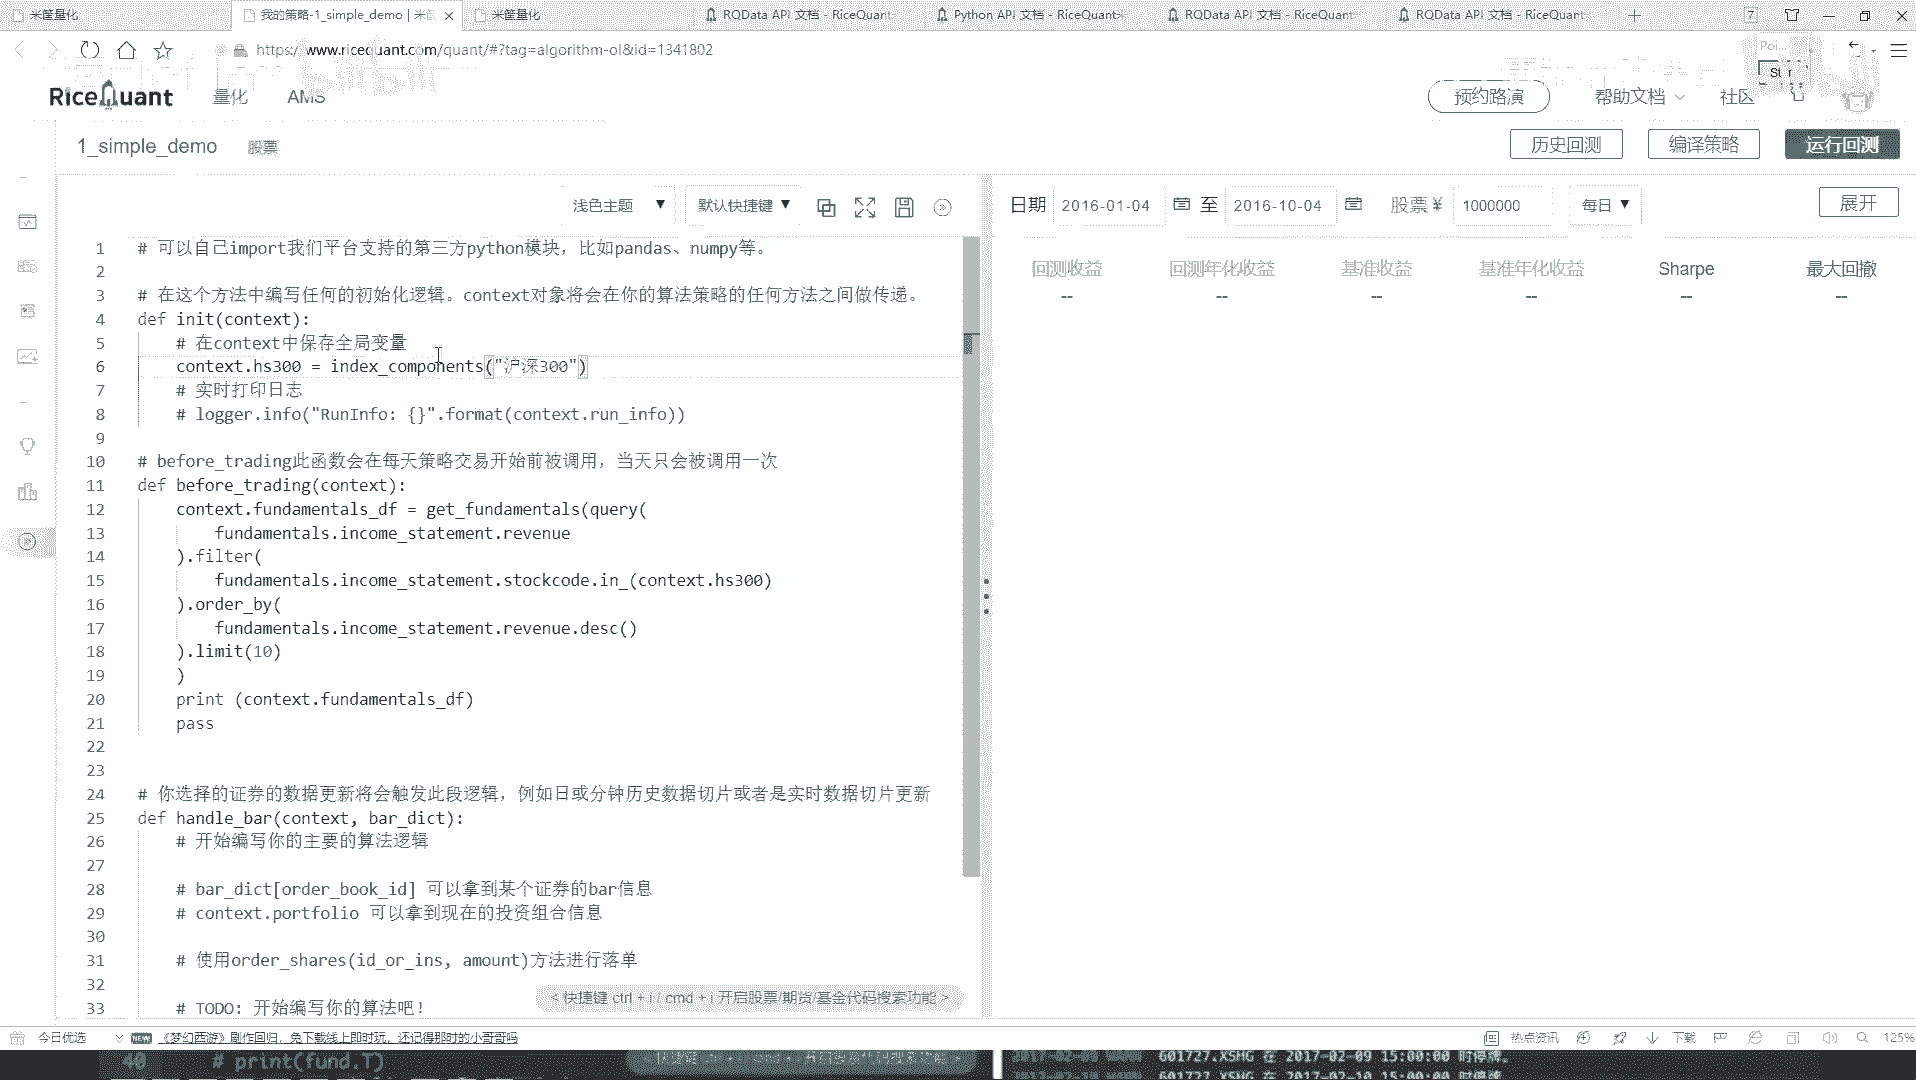 米筐量化
我的策略-1_simple_demo | 米
米筐量化
RQData API 文档 - RiceQuant
Python API 文档 - RiceQuant
RQData API 文档 - RiceQuant
RQData API 文档 - RiceQuant
https://www.ricequant.com/quant/#?tag=algorithm-ol&id=1341802
Poi...
RiceQuant
量化
AMS
预约路演
帮助文档
社区
1_simple_demo
股票
历史回测
编译策略
运行回测
浅色主题
默认快捷键
日期 2016-01-04 至 2016-10-04 股票 ¥ 1000000 每日
展开
回测收益 回测年化收益 基准收益 基准年化收益 Sharpe 最大回撤
-- -- -- -- -- --
1 # 可以自己import我们平台支持的第三方python模块，比如pandas、numpy等。
2
3 # 在这个方法中编写任何的初始化逻辑。context对象将会在你的算法策略的任何方法之间做传递。
4 def init(context):
5 # 在context中保存全局变量
6 context.hs300 = index_components("沪深300")
7 # 实时打印日志
8 # logger.info("RunInfo: {}".format(context.run_info))
9
10 # before_trading此函数会在每天策略交易开始前被调用，当天只会被调用一次
11 def before_trading(context):
12 context.fundamentals_df = get_fundamentals(query(
13 fundamentals.income_statement.revenue
14 ).filter(
15 fundamentals.income_statement.stockcode.in_(context.hs300)
16 ).order_by(
17 fundamentals.income_statement.revenue.desc()
18 ).limit(10)
19 )
20 print (context.fundamentals_df)
21 pass
22
23
24 # 你选择的证券的数据更新将会触发此段逻辑，例如日或分钟历史数据切片或者是实时数据切片更新
25 def handle_bar(context, bar_dict):
26 # 开始编写你的主要的算法逻辑
27
28 # bar_dict[order_book_id] 可以拿到某个证券的bar信息
29 # context.portfolio 可以拿到现在的投资组合信息
30
31 # 使用order_shares(id_or_ins, amount)方法进行落单
32
33 # TODO: 开始编写你的算法吧！
< 快捷键 ctrl + i / cmd + i 开启股票/期货/基金代码搜索功能 >
今日优选
NEW
《梦幻西游》剧作回归，免下载线上即时玩，还记得那时的小哥哥吗
热点资讯
下载
125%
40 # print(fund.T)
601727.XSHG 在 2017-02-09 15:00:00 时停牌。
601727.XSHG 在 2017-02-10 15:00:00 时停牌。